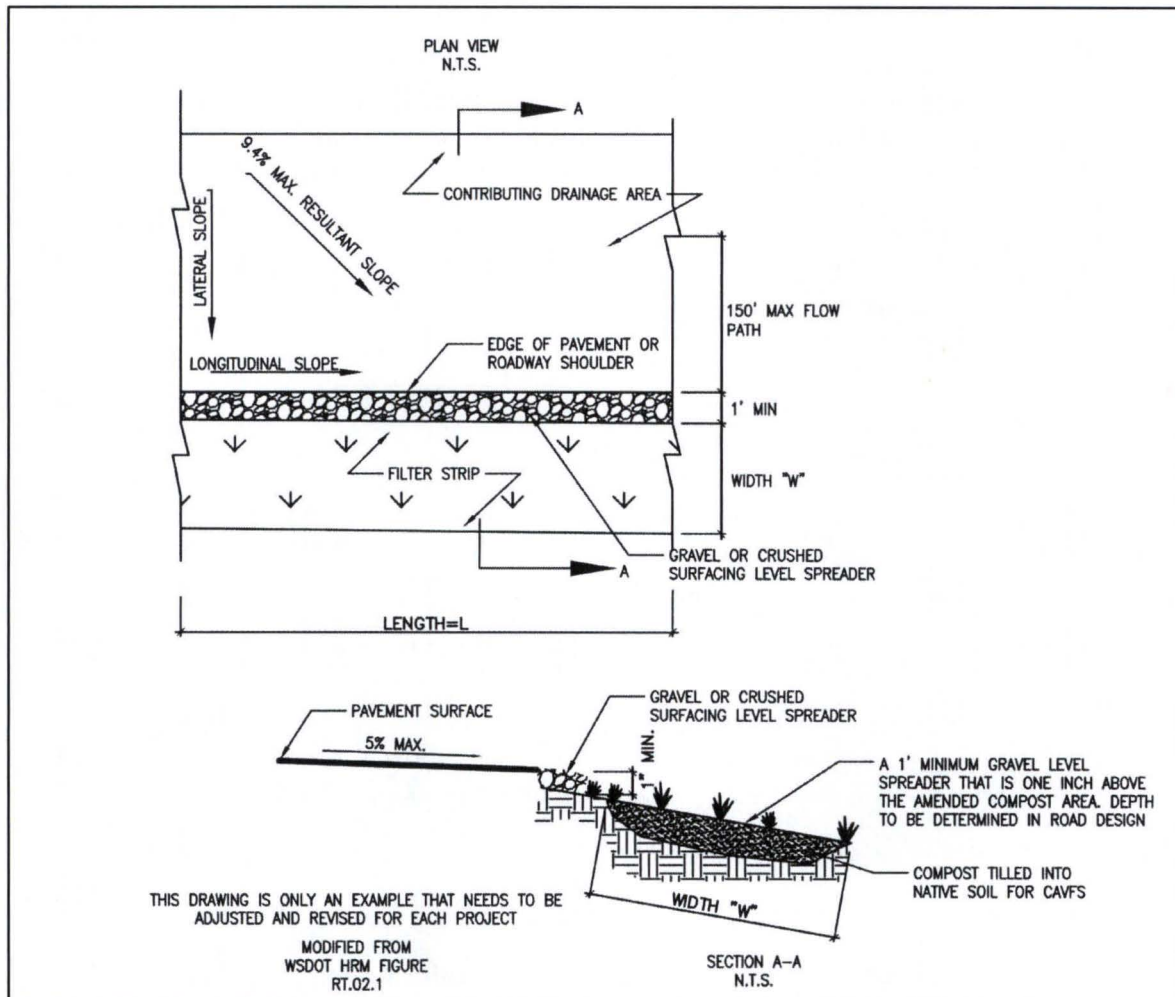 PLAN VIEW
N.T.S.
A
9.4% MAX. RESULTANT SLOPE
CONTRIBUTING DRAINAGE AREA
LATERAL SLOPE
150' MAX FLOW
PATH
EDGE OF PAVEMENT OR
ROADWAY SHOULDER
LONGITUDINAL SLOPE
1' MIN
FILTER STRIP
WIDTH "W"
GRAVEL OR CRUSHED
SURFACING LEVEL SPREADER
A
LENGTH=L
GRAVEL OR CRUSHED
SURFACING LEVEL SPREADER
PAVEMENT SURFACE
5% MAX.
1" MIN.
A 1' MINIMUM GRAVEL LEVEL
SPREADER THAT IS ONE INCH ABOVE
THE AMENDED COMPOST AREA. DEPTH
TO BE DETERMINED IN ROAD DESIGN
COMPOST TILLED INTO
NATIVE SOIL FOR CAVFS
WIDTH "W"
THIS DRAWING IS ONLY AN EXAMPLE THAT NEEDS TO BE
ADJUSTED AND REVISED FOR EACH PROJECT
MODIFIED FROM
WSDOT HRM FIGURE
RT.02.1
SECTION A-A
N.T.S.